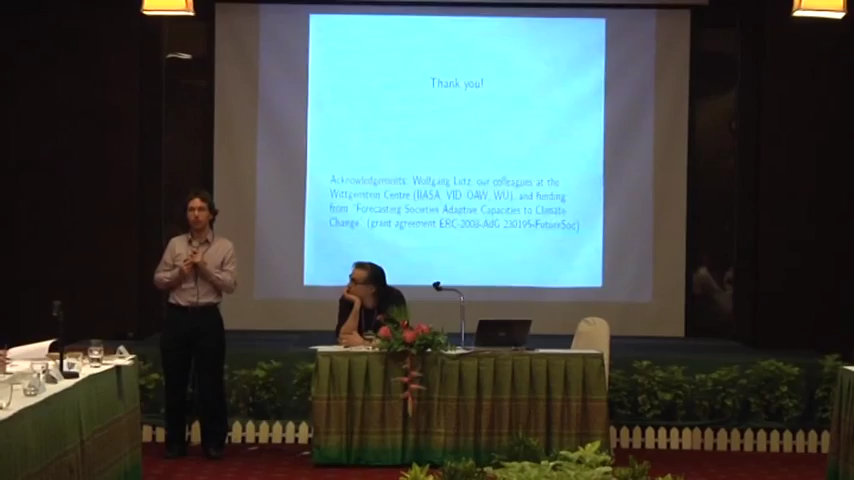 Thank you!
Acknowledgements: Wolfgang Lutz, our colleagues at the
Wittgenstein Centre (IIASA, VID OAW, WU), and funding
from "Forecasting Societies Adaptive Capacities to Climate
Change" (grant agreement ERC-2008-AdG 230195-FutureSoc)